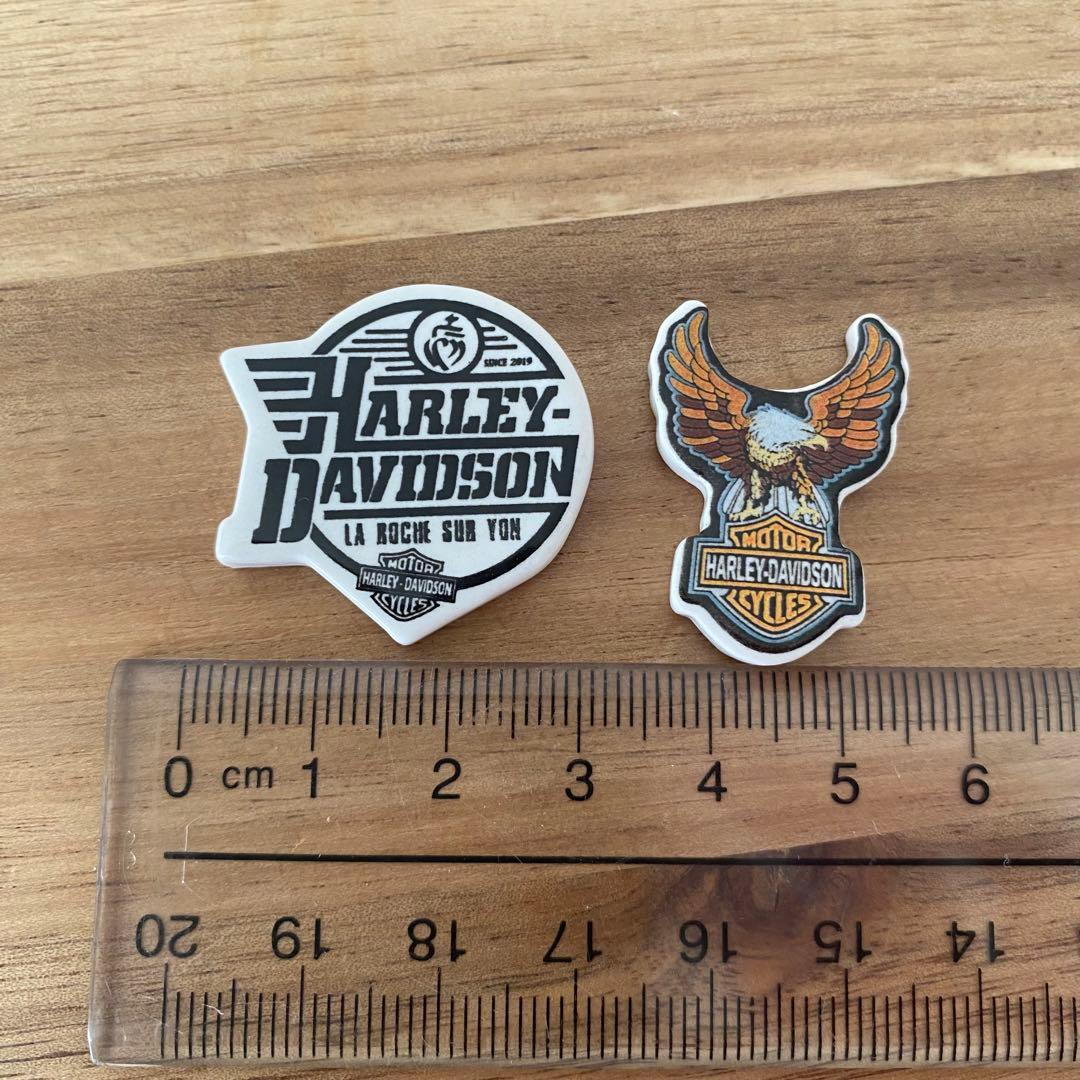 SINCE 2019
HARLEY-
DAVIDSON
LA ROCHE SUR YON
MOTOR
HARLEY-DAVIDSON
CYCLES
MOTOR
HARLEY-DAVIDSON
CYCLES
0 cm 1 2 3 4 5 6
20 19 18 17 16 15 14